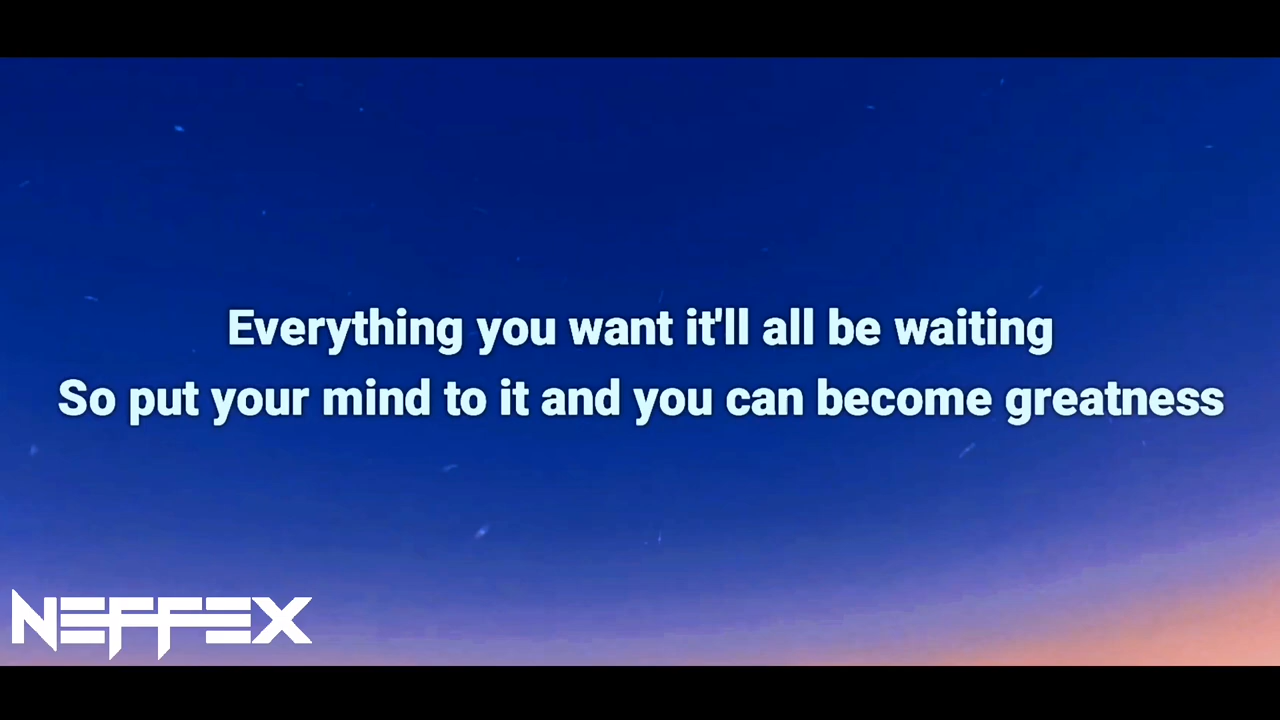 Everything you want it'll all be waiting
So put your mind to it and you can become greatness
NEFFEX